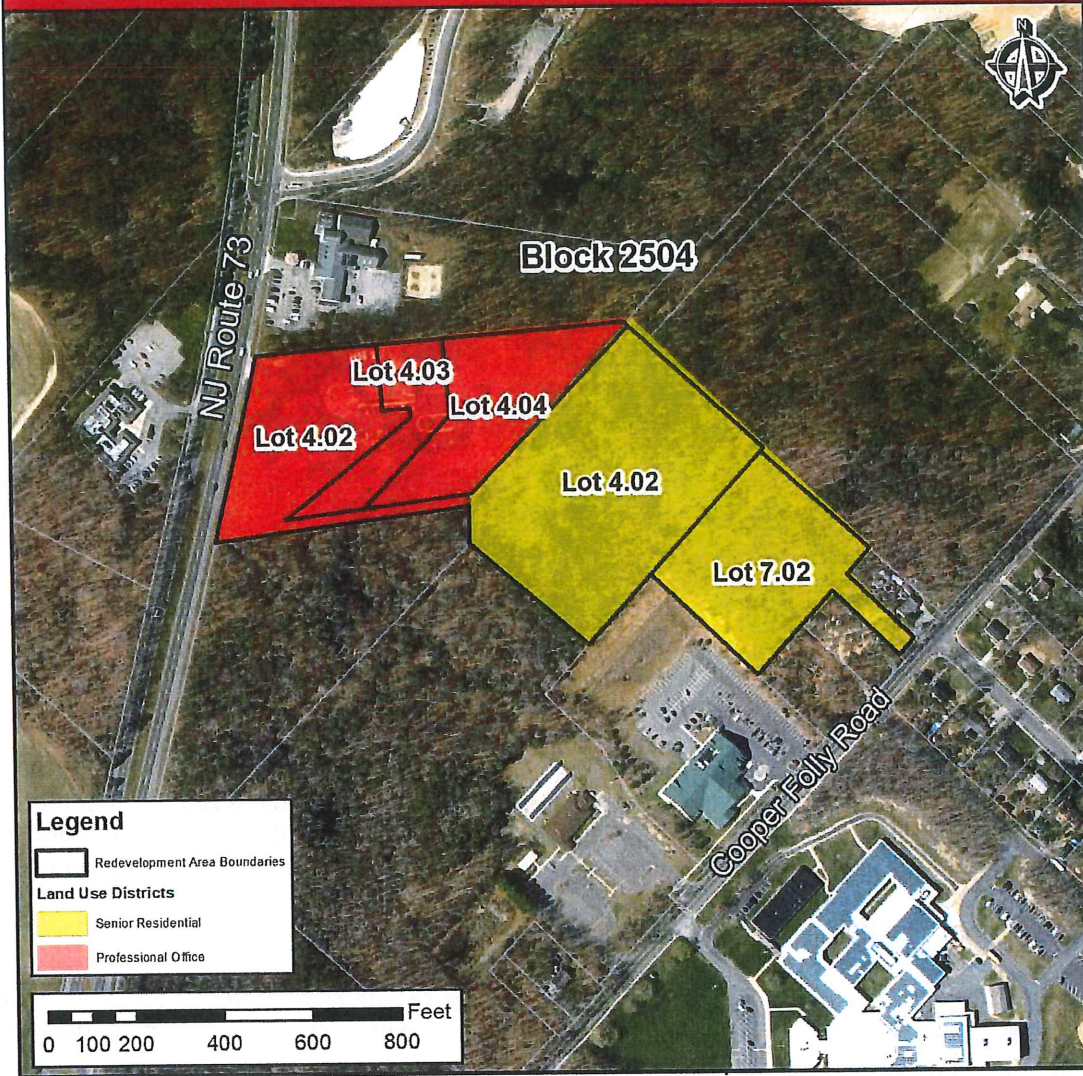 N
Block 2504
NJ Route 73
Lot 4.03
Lot 4.04
Lot 4.02
Lot 4.02
Lot 7.02
Cooper Folly Road
Legend
Redevelopment Area Boundaries
Land Use Districts
Senior Residential
Professional Office
Feet
0 100 200 400 600 800